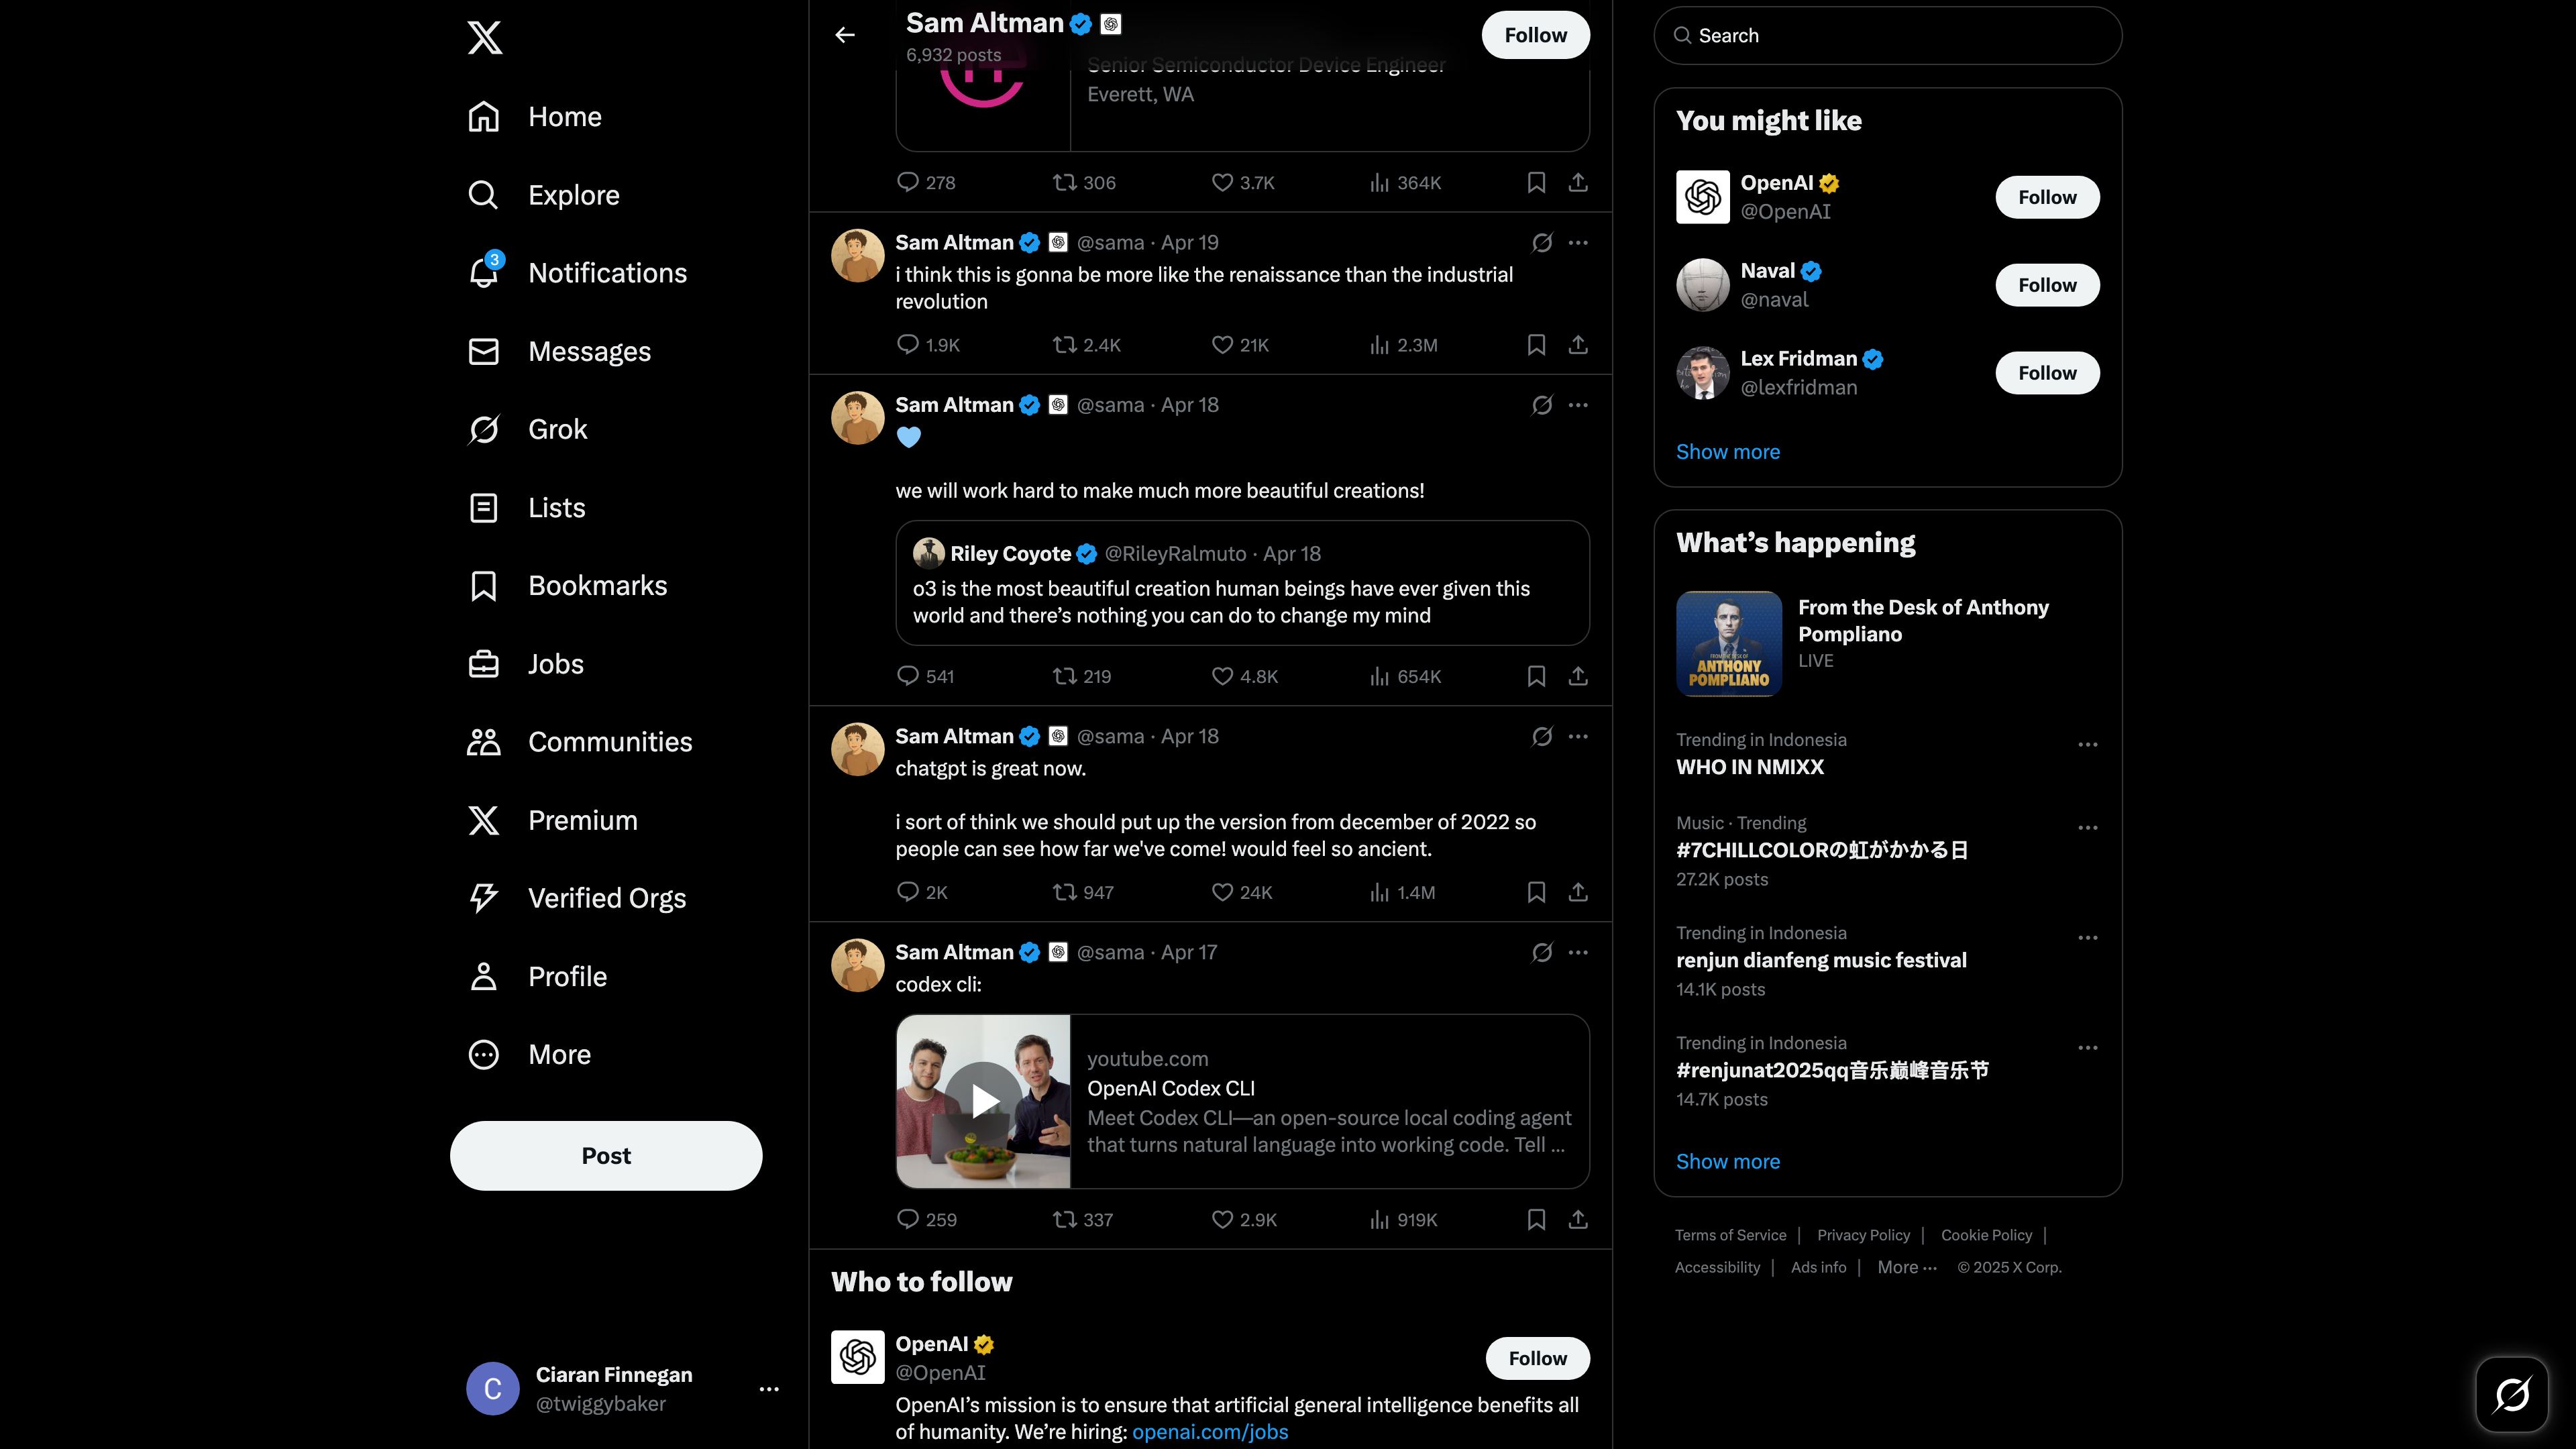 Home
Explore
3
Notifications
Messages
Grok
Lists
Bookmarks
Jobs
Communities
Premium
Verified Orgs
Profile
More
Post
C
Ciaran Finnegan
@twiggybaker
Sam Altman
6,932 posts
Follow
Senior Semiconductor Device Engineer
Everett, WA
278 306 3.7K 364K
Sam Altman @sama · Apr 19
i think this is gonna be more like the renaissance than the industrial
revolution
1.9K 2.4K 21K 2.3M
Sam Altman @sama · Apr 18
we will work hard to make much more beautiful creations!
Riley Coyote @RileyRalmuto · Apr 18
o3 is the most beautiful creation human beings have ever given this
world and there’s nothing you can do to change my mind
541 219 4.8K 654K
Sam Altman @sama · Apr 18
chatgpt is great now.
i sort of think we should put up the version from december of 2022 so
people can see how far we've come! would feel so ancient.
2K 947 24K 1.4M
Sam Altman @sama · Apr 17
codex cli:
youtube.com
OpenAI Codex CLI
Meet Codex CLI—an open-source local coding agent
that turns natural language into working code. Tell ...
259 337 2.9K 919K
Who to follow
OpenAI
@OpenAI
Follow
OpenAI’s mission is to ensure that artificial general intelligence benefits all
of humanity. We’re hiring: openai.com/jobs
Search
You might like
OpenAI
@OpenAI
Follow
Naval
@naval
Follow
Lex Fridman
@lexfridman
Follow
Show more
What’s happening
FROM THE DESK OF
ANTHONY
POMPLIANO
From the Desk of Anthony
Pompliano
LIVE
Trending in Indonesia
WHO IN NMIXX
Music · Trending
#7CHILLCOLORの虹がかかる日
27.2K posts
Trending in Indonesia
renjun dianfeng music festival
14.1K posts
Trending in Indonesia
#renjunat2025qq音乐巅峰音乐节
14.7K posts
Show more
Terms of Service | Privacy Policy | Cookie Policy |
Accessibility | Ads info | More ··· © 2025 X Corp.